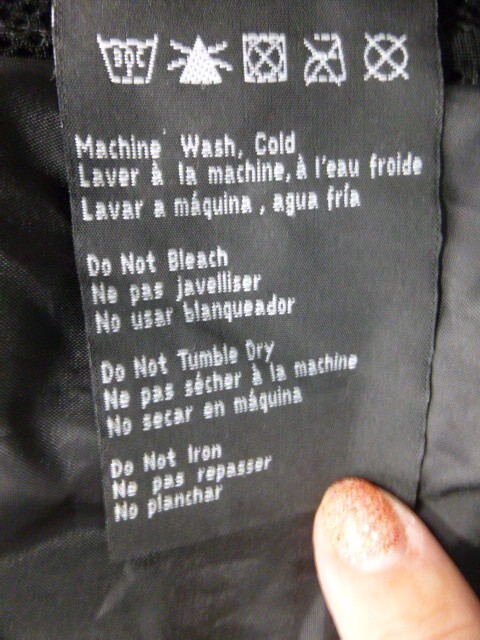 30C
Machine Wash, Cold
Laver à la machine, à l'eau froide
Lavar a máquina, agua fría
Do Not Bleach
Ne pas javelliser
No usar blanqueador
Do Not Tumble Dry
Ne pas sécher à la machine
No secar en máquina
Do Not Iron
Ne pas repasser
No planchar